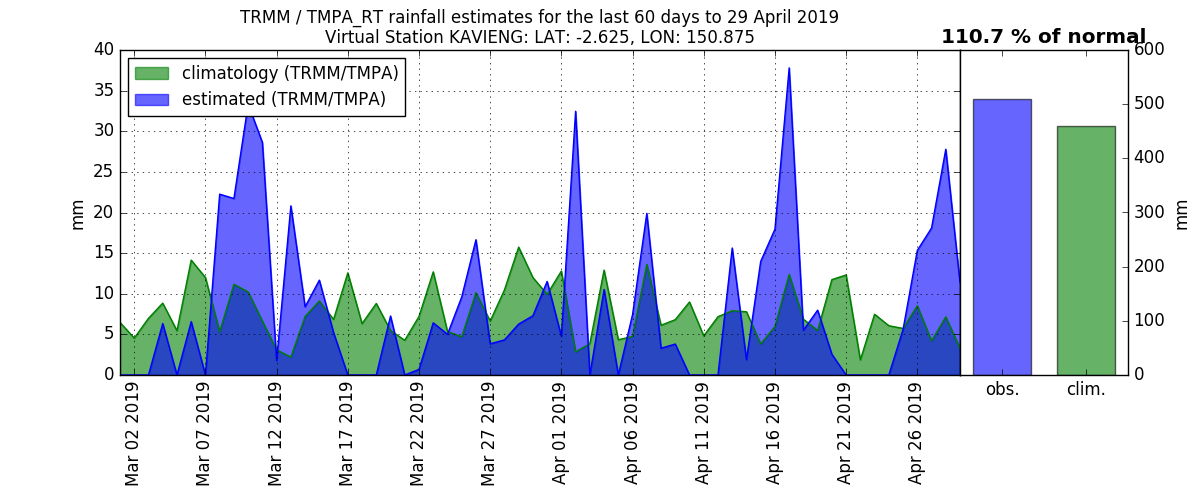 TRMM / TMPA_RT rainfall estimates for the last 60 days to 29 April 2019
Virtual Station KAVIENG: LAT: -2.625, LON: 150.875
110.7 % of normal
climatology (TRMM/TMPA)
estimated (TRMM/TMPA)
40
35
30
25
20
15
10
5
0
mm
Mar 02 2019
Mar 07 2019
Mar 12 2019
Mar 17 2019
Mar 22 2019
Mar 27 2019
Apr 01 2019
Apr 06 2019
Apr 11 2019
Apr 16 2019
Apr 21 2019
Apr 26 2019
obs.
clim.
600
500
400
300
200
100
0
mm